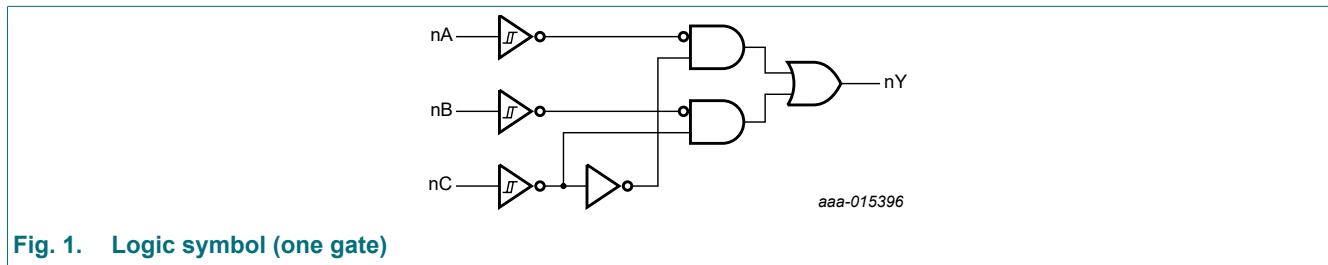 nA
nY
nB
nC
aaa-015396
Fig. 1. Logic symbol (one gate)